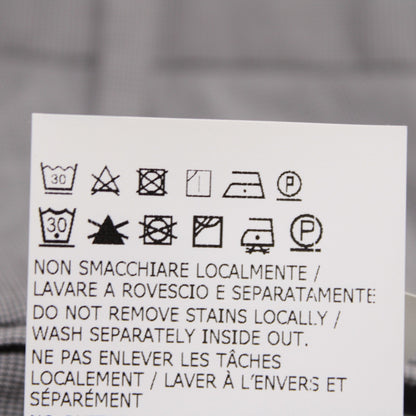 30 P
30 P
NON SMACCHIARE LOCALMENTE /
LAVARE A ROVESCIO E SEPARATAMENTE
DO NOT REMOVE STAINS LOCALLY /
WASH SEPARATELY INSIDE OUT.
NE PAS ENLEVER LES TÂCHES
LOCALEMENT / LAVER À L'ENVERS ET
SÉPARÉMENT